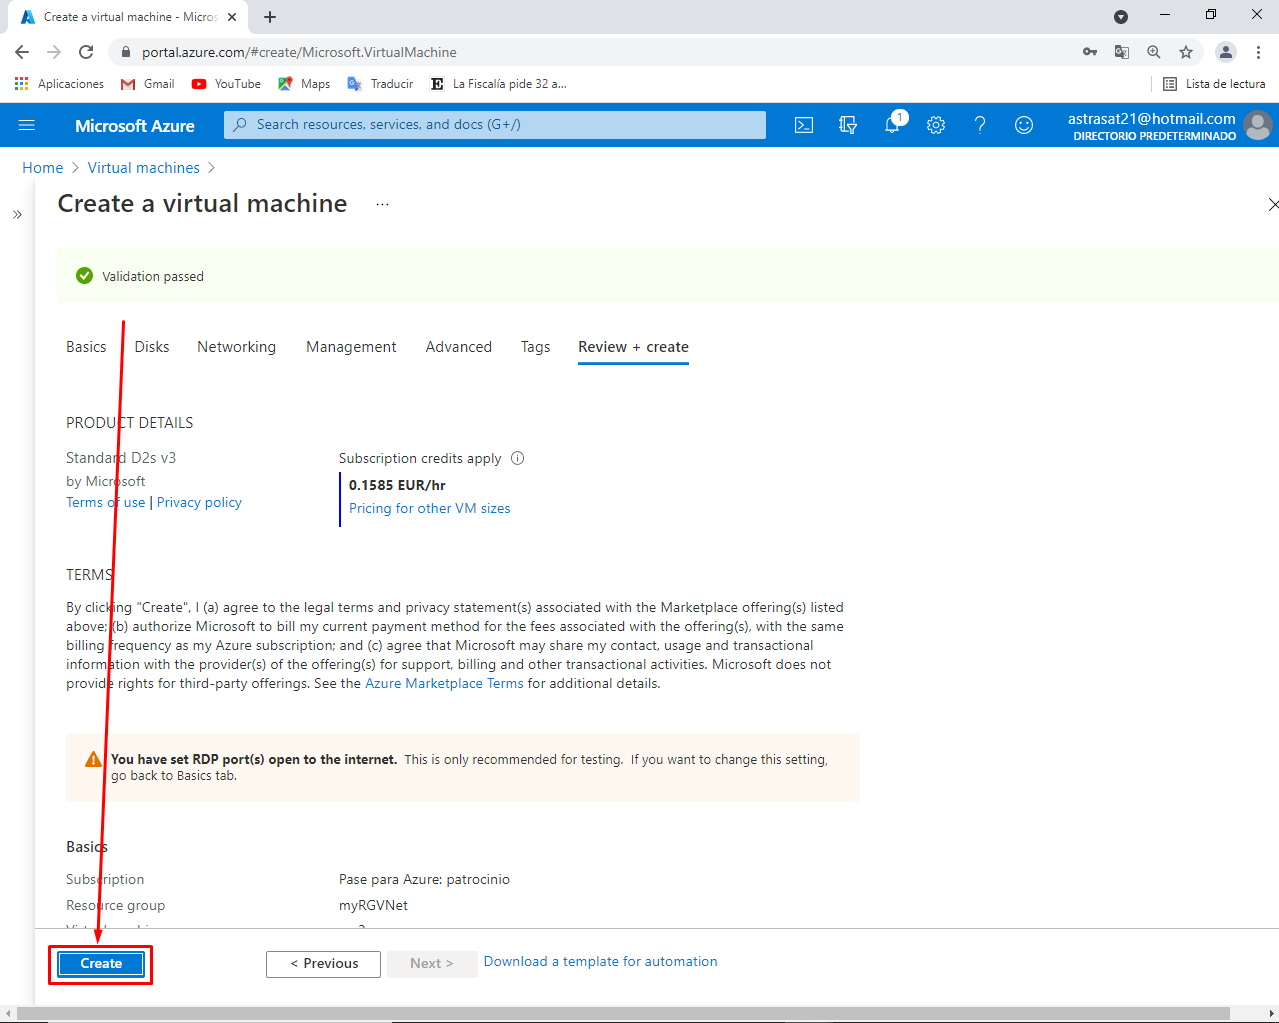 Create a virtual machine - Micros
portal.azure.com/#create/Microsoft.VirtualMachine
Aplicaciones Gmail YouTube Maps Traducir E La Fiscalía pide 32 a... Lista de lectura
Microsoft Azure Search resources, services, and docs (G+/) 1 astrasat21@hotmail.com
DIRECTORIO PREDETERMINADO
Home > Virtual machines >
Create a virtual machine ...
Validation passed
Basics Disks Networking Management Advanced Tags Review + create
PRODUCT DETAILS
Standard D2s v3 Subscription credits apply
by Microsoft 0.1585 EUR/hr
Terms of use | Privacy policy Pricing for other VM sizes
TERMS
By clicking "Create", I (a) agree to the legal terms and privacy statement(s) associated with the Marketplace offering(s) listed
above; (b) authorize Microsoft to bill my current payment method for the fees associated with the offering(s), with the same
billing frequency as my Azure subscription; and (c) agree that Microsoft may share my contact, usage and transactional
information with the provider(s) of the offering(s) for support, billing and other transactional activities. Microsoft does not
provide rights for third-party offerings. See the Azure Marketplace Terms for additional details.
You have set RDP port(s) open to the internet. This is only recommended for testing. If you want to change this setting,
go back to Basics tab.
Basics
Subscription Pase para Azure: patrocinio
Resource group myRGVNet
Create < Previous Next > Download a template for automation